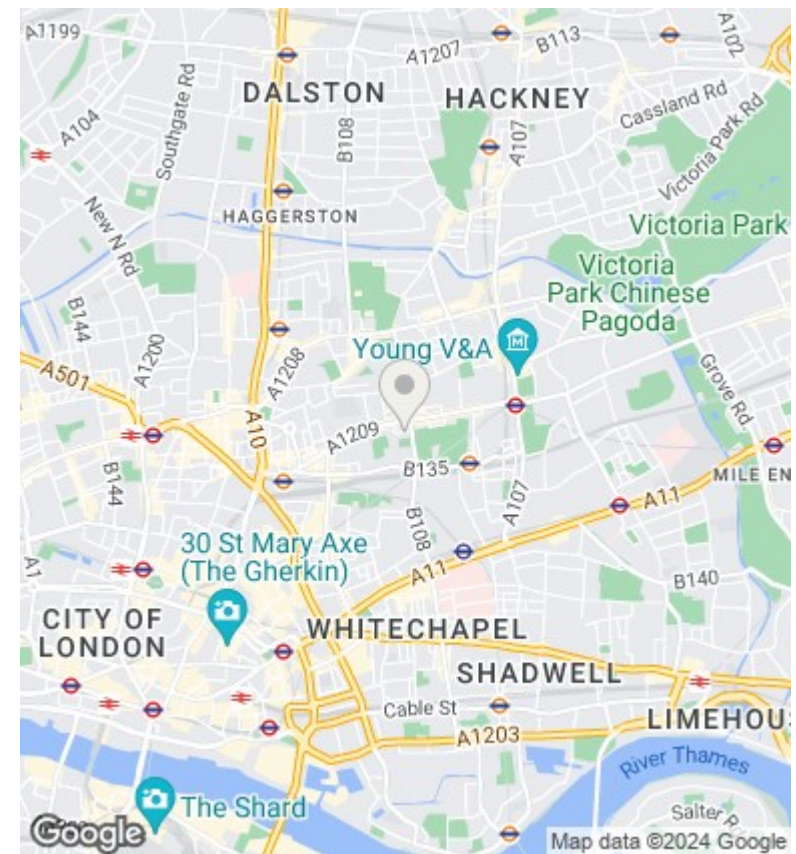 A1199
A1207
B113
A102
DALSTON
HACKNEY
Cassland Rd
A104
Southgate Rd
B108
A107
Victoria Park Rd
New N Rd
HAGGERSTON
Victoria Park
Victoria
Park Chinese
Pagoda
B144
A1200
A1208
Young V&A
A501
A10
A1209
Grove Rd
B135
B144
B108
A107
A11
MILE EN
30 St Mary Axe
(The Gherkin)
A1
A11
B140
CITY OF
LONDON
WHITECHAPEL
SHADWELL
Cable St
A1203
LIMEHOUS
River Thames
The Shard
Salter R
Google
Map data ©2024 Google